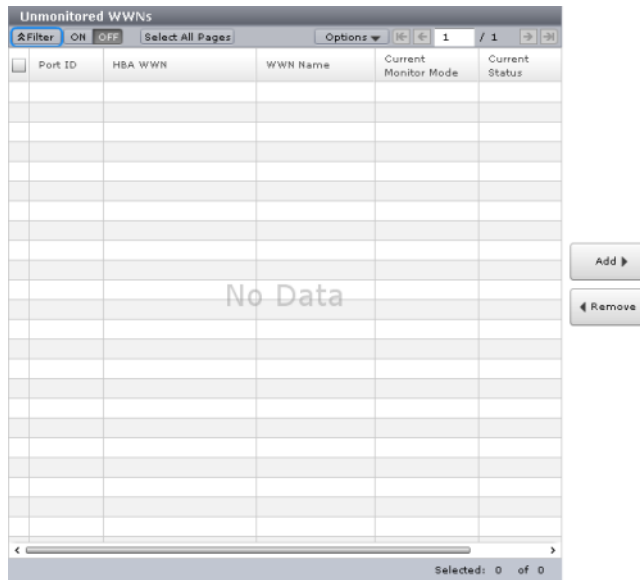 Unmonitored WWNs
Filter ON OFF Select All Pages Options 1 / 1
Port ID HBA WWN WWN Name Current Monitor Mode Current Status
No Data
Add
Remove
Selected: 0 of 0